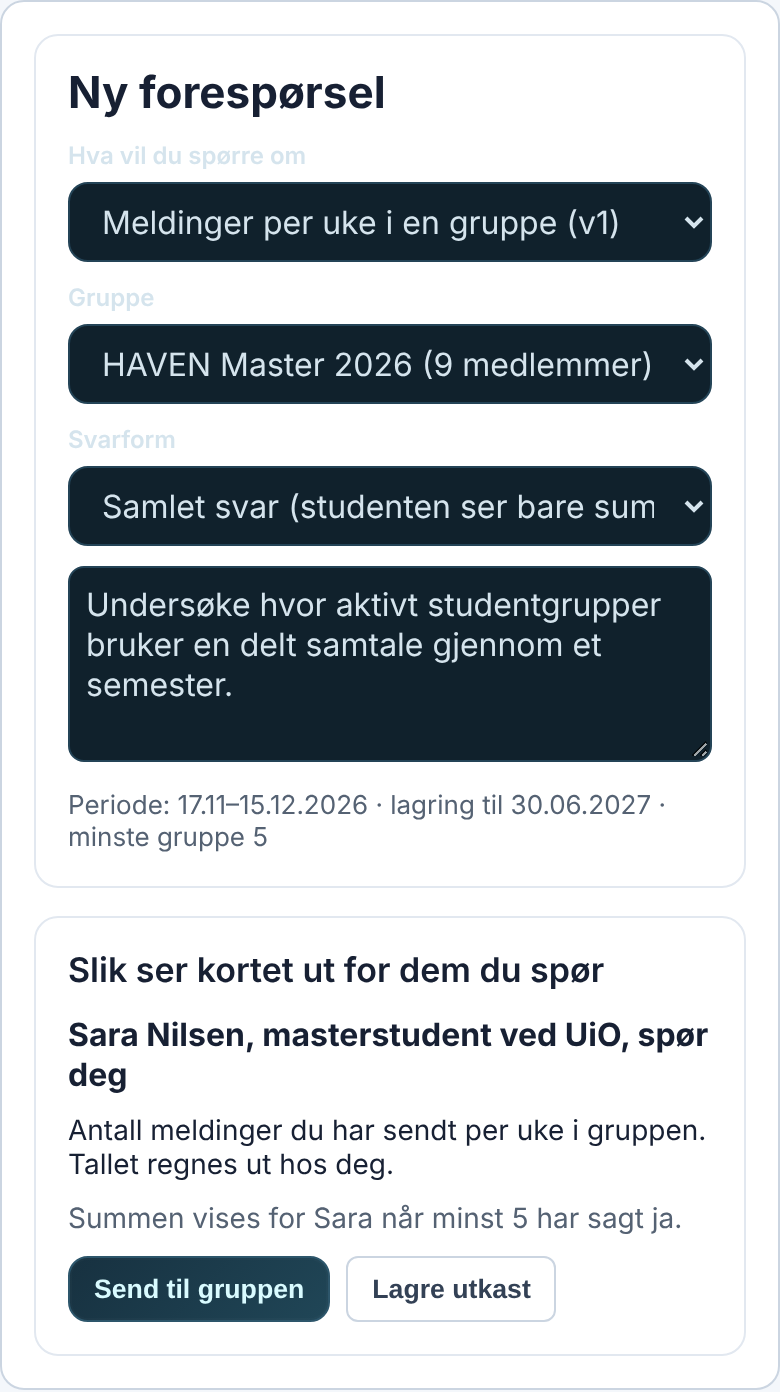 Ny forespørsel
Hva vil du spørre om
Meldinger per uke i en gruppe (v1)
Gruppe
HAVEN Master 2026 (9 medlemmer)
Svarform
Samlet svar (studenten ser bare sum
Undersøke hvor aktivt studentgrupper
bruker en delt samtale gjennom et
semester.
Periode: 17.11–15.12.2026 · lagring til 30.06.2027 ·
minste gruppe 5
Slik ser kortet ut for dem du spør
Sara Nilsen, masterstudent ved UiO, spør
deg
Antall meldinger du har sendt per uke i gruppen.
Tallet regnes ut hos deg.
Summen vises for Sara når minst 5 har sagt ja.
Send til gruppen
Lagre utkast